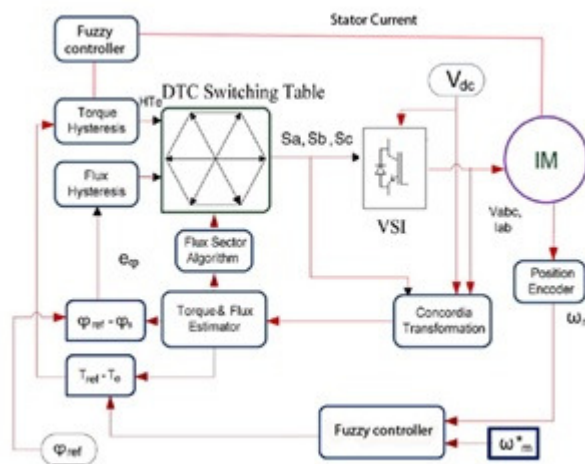 Stator Current
Fuzzy
controller
HTe
DTC Switching Table
V dc
Torque
Hysteresis
Sa, Sb, Sc
IM
Flux
Hysteresis
VSI
Vabc,
Iab
Flux Sector
Algorithm
eφ
Position
Encoder
φref - φs
Torque & Flux
Estimator
Concordia
Transformation
Tref - Te
Fuzzy controller
φref
ω*m